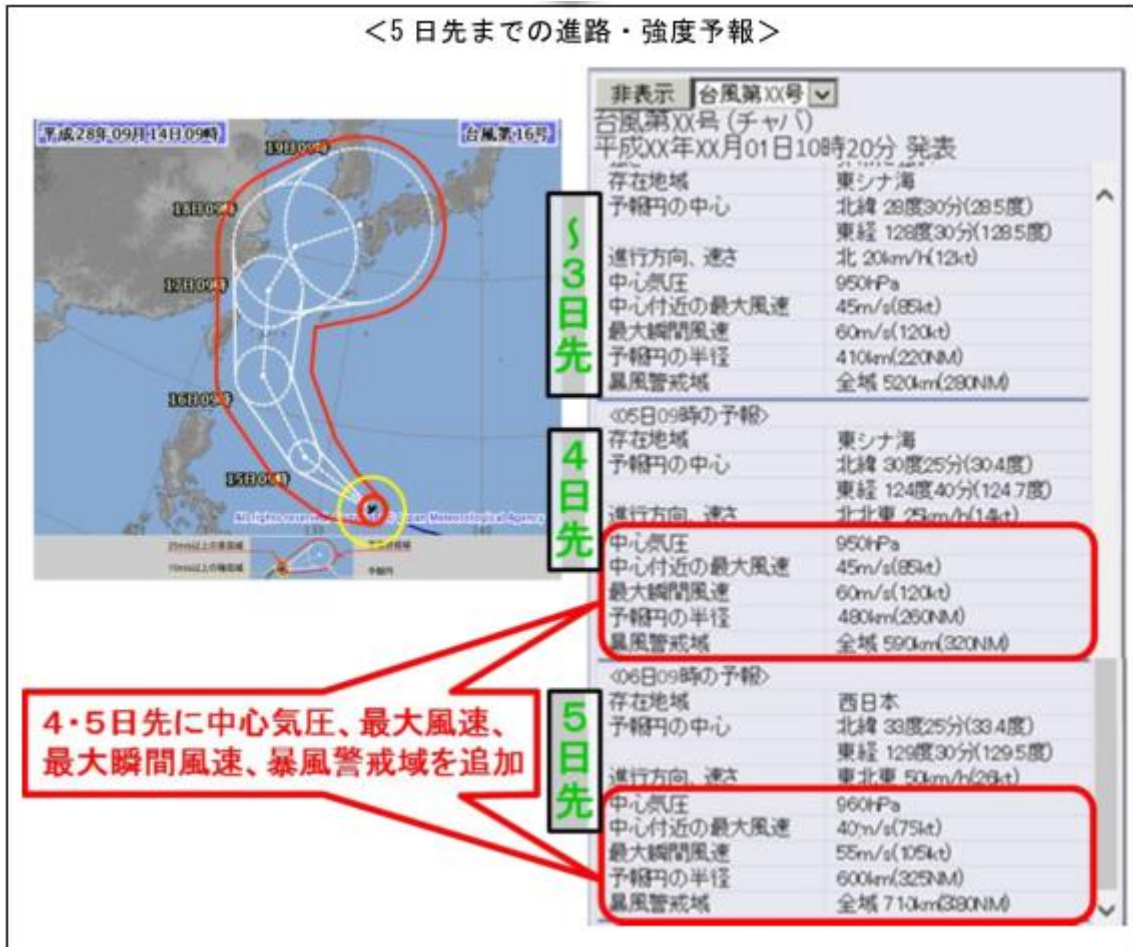 ＜5日先までの進路・強度予報＞
平成28年09月14日09時
台風第16号
19日09時
18日09時
17日09時
16日09時
15日09時
非表示 台風第XX号
台風第XX号 (チャバ)
平成XX年XX月01日10時20分 発表
～3日先
存在地域 東シナ海
予報円の中心 北緯 28度30分(28.5度)
東経 128度30分(128.5度)
進行方向、速さ 北 20km/h(12kt)
中心気圧 950hPa
中心付近の最大風速 45m/s(85kt)
最大瞬間風速 60m/s(120kt)
予報円の半径 410km(220NM)
暴風警戒域 全域 520km(280NM)
4日先
<05日09時の予報>
存在地域 東シナ海
予報円の中心 北緯 30度25分(30.4度)
東経 124度40分(124.7度)
進行方向、速さ 北北東 25km/h(14kt)
中心気圧 950hPa
中心付近の最大風速 45m/s(85kt)
最大瞬間風速 60m/s(120kt)
予報円の半径 480km(260NM)
暴風警戒域 全域 590km(320NM)
5日先
<06日09時の予報>
存在地域 西日本
予報円の中心 北緯 33度25分(33.4度)
東経 129度30分(129.5度)
進行方向、速さ 東北東 50km/h(26kt)
中心気圧 960hPa
中心付近の最大風速 40m/s(75kt)
最大瞬間風速 55m/s(105kt)
予報円の半径 600km(325NM)
暴風警戒域 全域 710km(380NM)
4・5日先に中心気圧、最大風速、
最大瞬間風速、暴風警戒域を追加